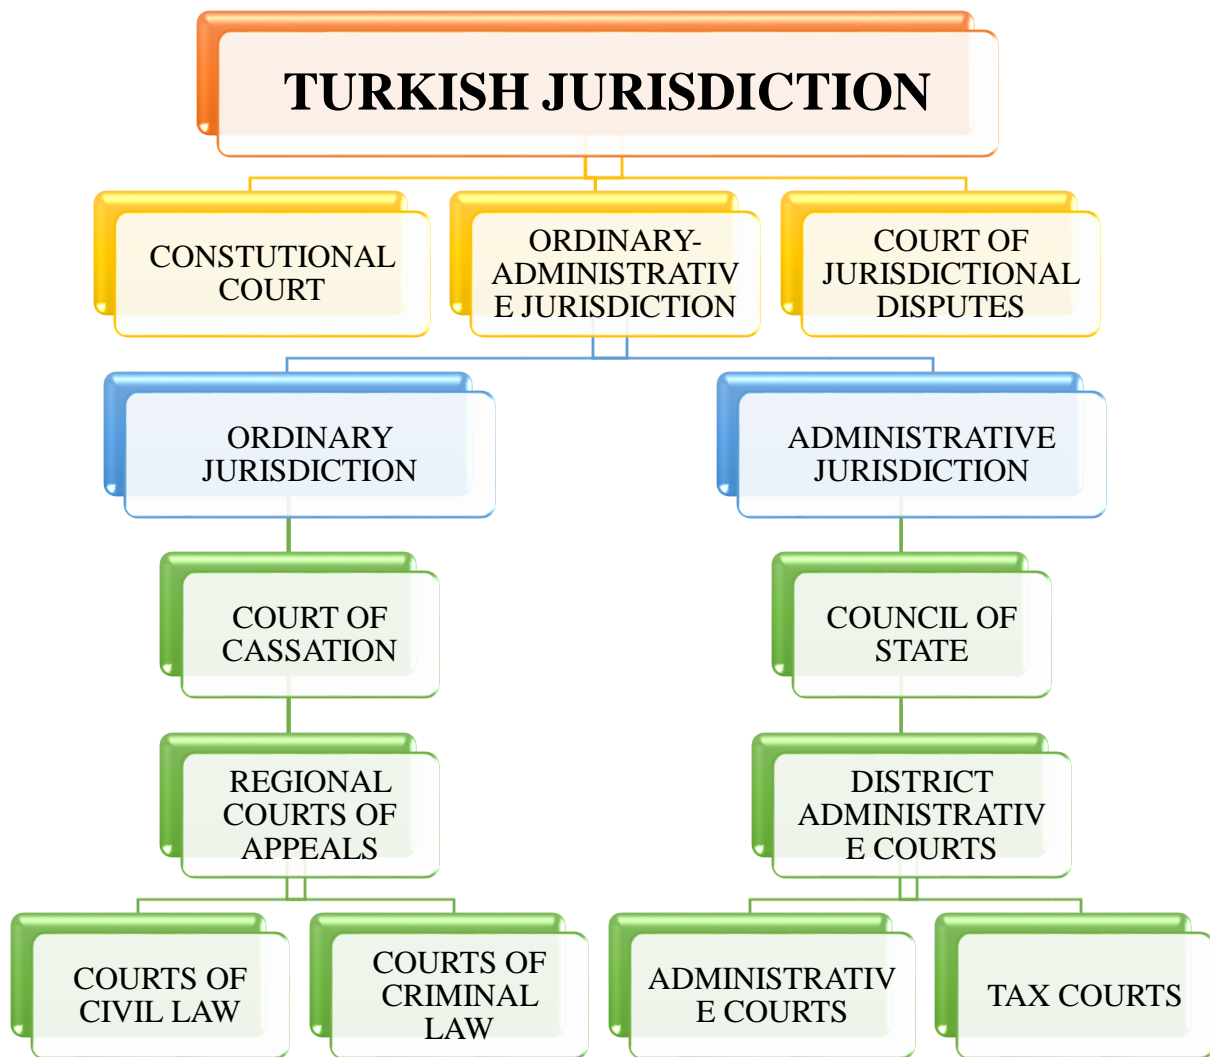 TURKISH JURISDICTION
CONSTUTIONAL
COURT
ORDINARY-
ADMINISTRATIV
E JURISDICTION
COURT OF
JURISDICTIONAL
DISPUTES
ORDINARY
JURISDICTION
ADMINISTRATIVE
JURISDICTION
COURT OF
CASSATION
COUNCIL OF
STATE
REGIONAL
COURTS OF
APPEALS
DISTRICT
ADMINISTRATIV
E COURTS
COURTS OF
CIVIL LAW
COURTS OF
CRIMINAL
LAW
ADMINISTRATIV
E COURTS
TAX COURTS